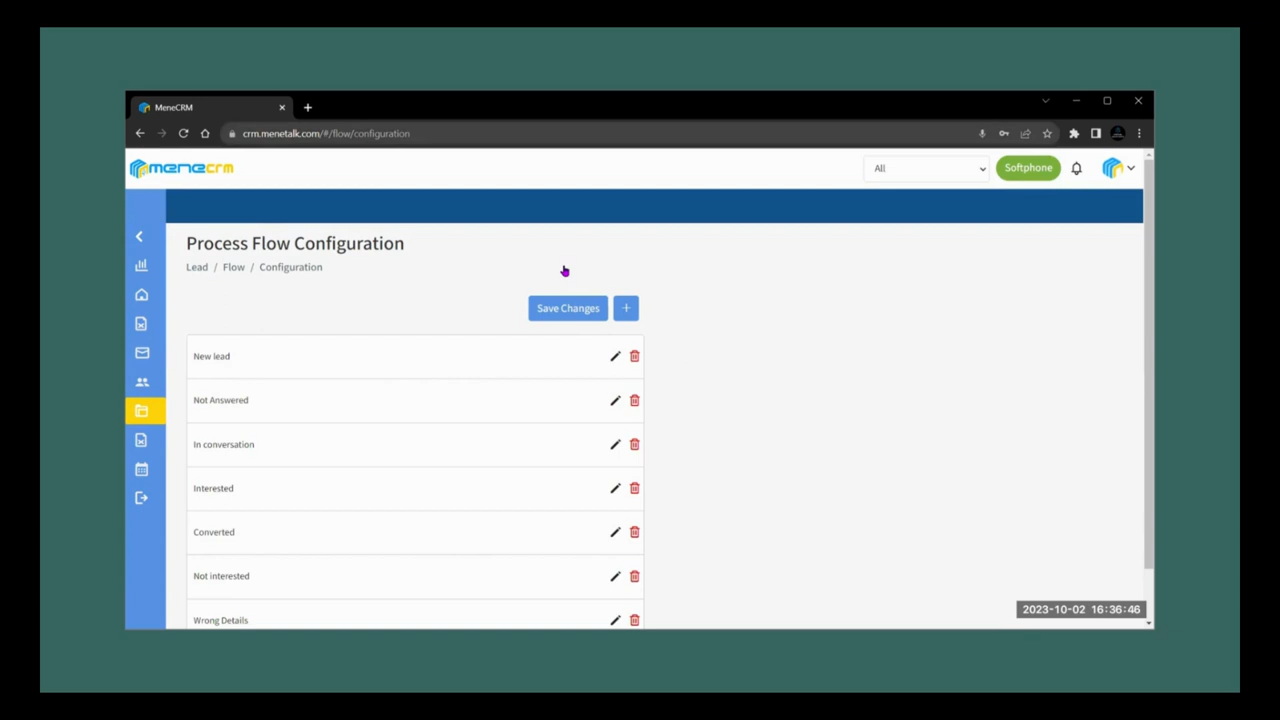 MeneCRM
crm.menetalk.com/#/flow/configuration
menecrm
All
Softphone
Process Flow Configuration
Lead / Flow / Configuration
Save Changes +
New lead
Not Answered
In conversation
Interested
Converted
Not interested
Wrong Details
2023-10-02 16:36:46